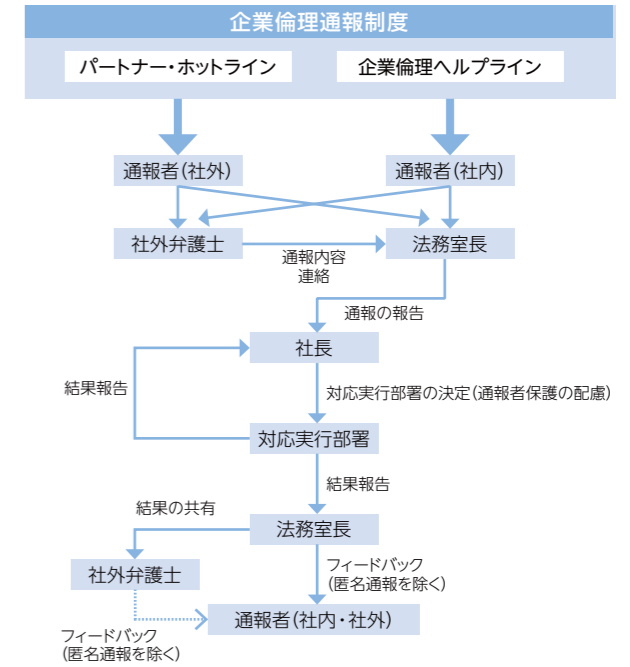 企業倫理通報制度
パートナー・ホットライン
企業倫理ヘルプライン
通報者(社外)
通報者(社内)
社外弁護士
通報内容
連絡
法務室長
通報の報告
社長
結果報告
対応実行部署の決定(通報者保護の配慮)
対応実行部署
結果報告
結果の共有
法務室長
社外弁護士
フィードバック
(匿名通報を除く)
通報者(社内・社外)
フィードバック
(匿名通報を除く)